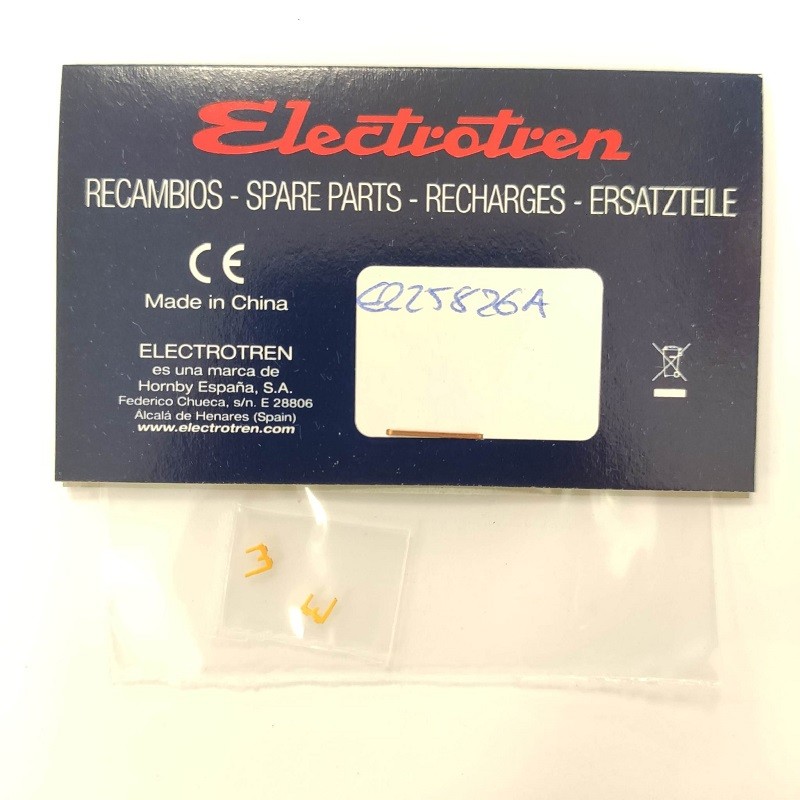 Electrotren
RECAMBIOS - SPARE PARTS - RECHARGES - ERSATZTEILE
CE
Made in China
ELECTROTREN
es una marca de
Hornby España, S.A.
Federico Chueca, s/n. E 28806
Alcalá de Henares (Spain)
www.electrotren.com